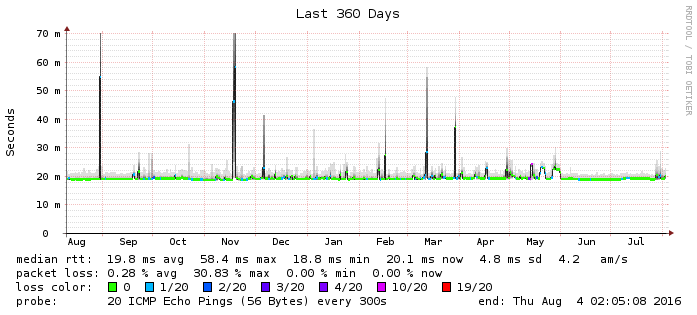 Last 360 Days
RRDTOOL / TOBI OETIKER
Seconds
70 m
60 m
50 m
40 m
30 m
20 m
10 m
0
Aug Sep Oct Nov Dec Jan Feb Mar Apr May Jun Jul
median rtt: 19.8 ms avg 58.4 ms max 18.8 ms min 20.1 ms now 4.8 ms sd 4.2 am/s
packet loss: 0.28 % avg 30.83 % max 0.00 % min 0.00 % now
loss color: 0 1/20 2/20 3/20 4/20 10/20 19/20
probe: 20 ICMP Echo Pings (56 Bytes) every 300s end: Thu Aug 4 02:05:08 2016